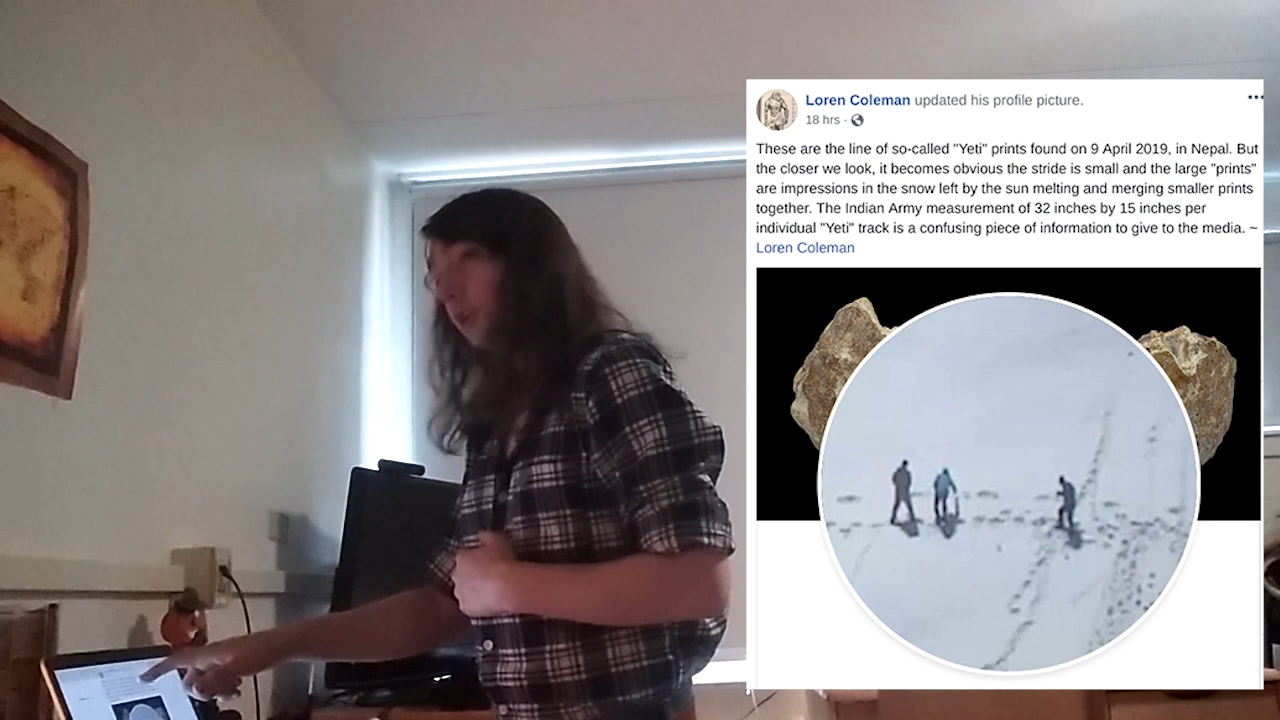 Loren Coleman updated his profile picture.
18 hrs ·
These are the line of so-called "Yeti" prints found on 9 April 2019, in Nepal. But
the closer we look, it becomes obvious the stride is small and the large "prints"
are impressions in the snow left by the sun melting and merging smaller prints
together. The Indian Army measurement of 32 inches by 15 inches per
individual "Yeti" track is a confusing piece of information to give to the media. ~
Loren Coleman